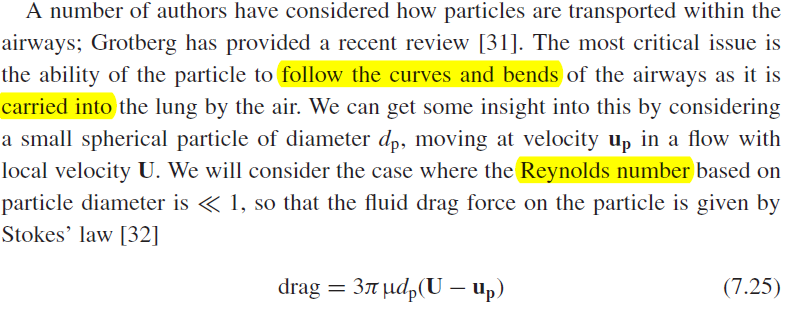 A number of authors have considered how particles are transported within the
airways; Grotberg has provided a recent review [31]. The most critical issue is
the ability of the particle to follow the curves and bends of the airways as it is
carried into the lung by the air. We can get some insight into this by considering
a small spherical particle of diameter dₚ, moving at velocity uₚ in a flow with
local velocity U. We will consider the case where the Reynolds number based on
particle diameter is ≪ 1, so that the fluid drag force on the particle is given by
Stokes’ law [32]
drag = 3πμdₚ(U − uₚ) (7.25)